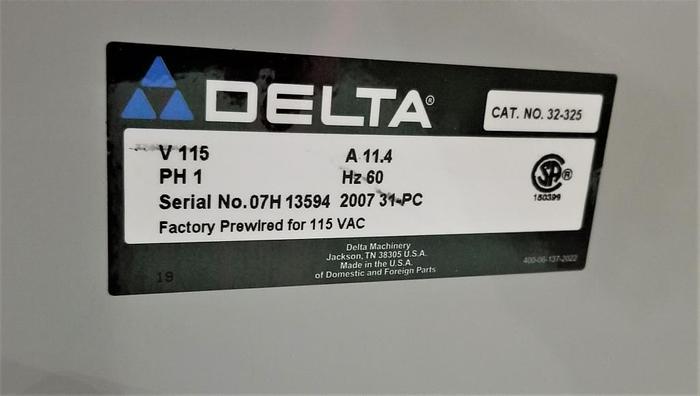 DELTA®
CAT. NO. 32-325
V 115 A 11.4
PH 1 Hz 60
Serial No. 07H 13594 2007 31-PC
Factory Prewired for 115 VAC
SA ®
150399
Delta Machinery
Jackson, TN 38305 U.S.A.
Made in the U.S.A.
of Domestic and Foreign Parts
400-06-137-2022
19